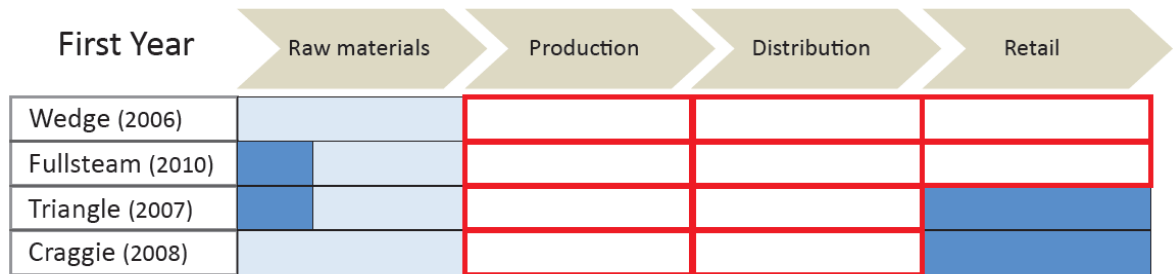 First Year
Raw materials
Production
Distribution
Retail
Wedge (2006)
Fullsteam (2010)
Triangle (2007)
Craggie (2008)